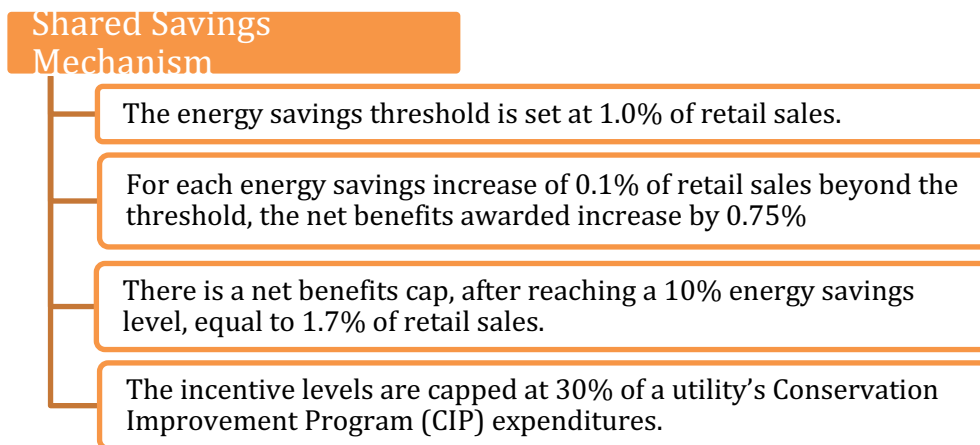 Shared Savings
Mechanism
The energy savings threshold is set at 1.0% of retail sales.
For each energy savings increase of 0.1% of retail sales beyond the
threshold, the net benefits awarded increase by 0.75%
There is a net benefits cap, after reaching a 10% energy savings
level, equal to 1.7% of retail sales.
The incentive levels are capped at 30% of a utility’s Conservation
Improvement Program (CIP) expenditures.